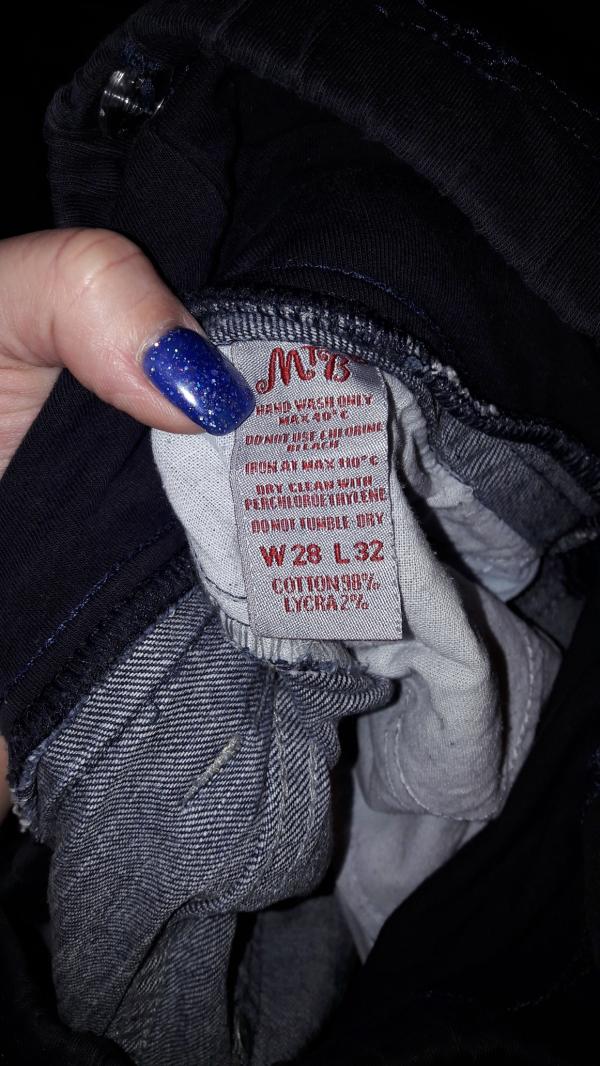 MTB
HAND WASH ONLY
MAX 40° C
DO NOT USE CHLORINE
BLEACH
IRON AT MAX 110° C
DRY CLEAN WITH
PERCHLOROETHYLENE
DO NOT TUMBLE DRY
W 28 L 32
COTTON 98%
LYCRA 2%